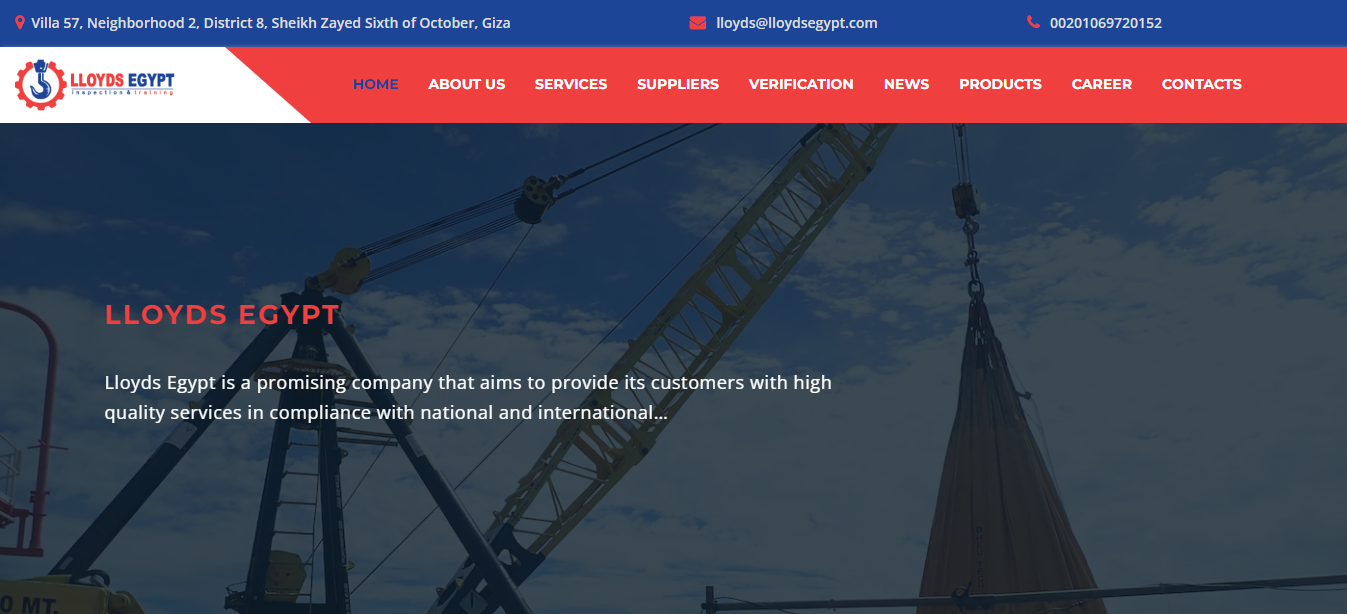 Villa 57, Neighborhood 2, District 8, Sheikh Zayed Sixth of October, Giza
lloyds@lloydsegypt.com
00201069720152
LLOYDS EGYPT
inspection & training
HOME
ABOUT US
SERVICES
SUPPLIERS
VERIFICATION
NEWS
PRODUCTS
CAREER
CONTACTS
LLOYDS EGYPT
Lloyds Egypt is a promising company that aims to provide its customers with high
quality services in compliance with national and international...
0 MT.